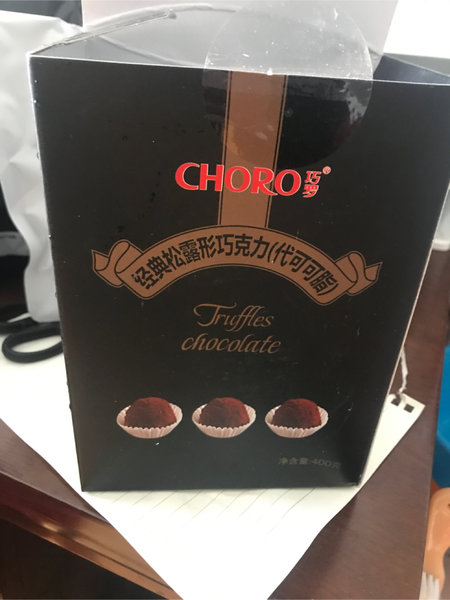 CHORO巧罗®
经典松露形巧克力(代可可脂)
Truffles
chocolate
净含量:400克